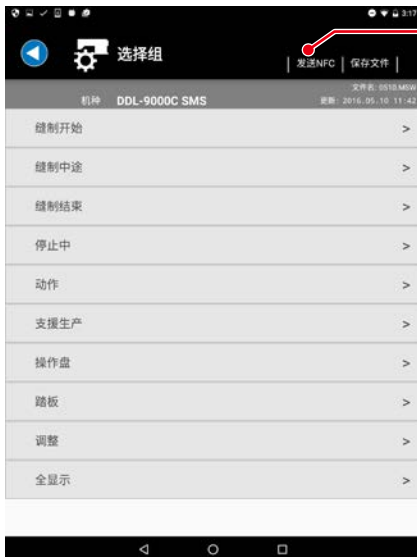 3:17
选择组
发送NFC
保存文件
文件名: 0510.MSW
机种 DDL-9000C SMS
更新: 2016.05.10 11:42
缝制开始 >
缝制中途 >
缝制结束 >
停止中 >
动作 >
支援生产 >
操作盘 >
踏板 >
调整 >
全显示 >